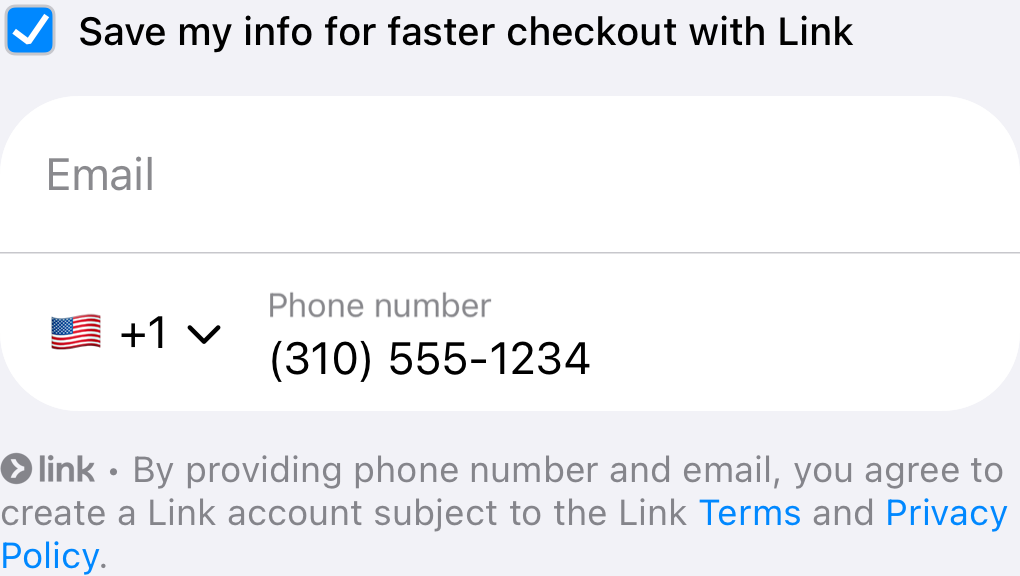 Save my info for faster checkout with Link
Email
Phone number
+1
(310) 555-1234
link • By providing phone number and email, you agree to
create a Link account subject to the Link Terms and Privacy
Policy.